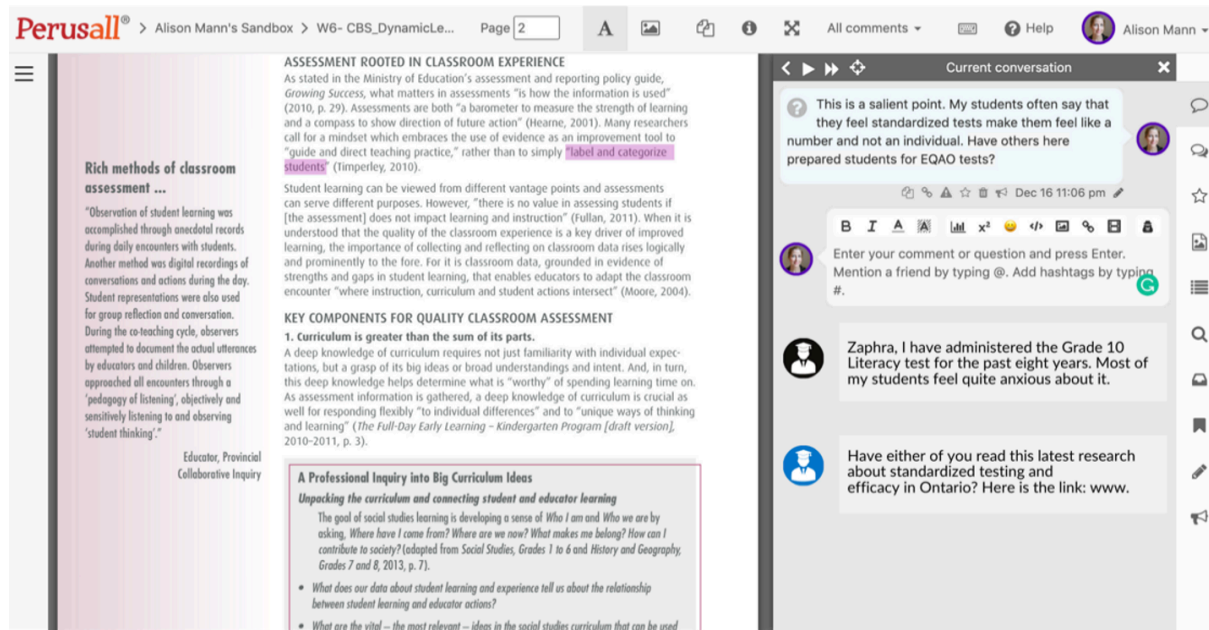 Perusall® > Alison Mann's Sandbox > W6- CBS_DynamicLe... Page 2 A All comments Help Alison Mann
Rich methods of classroom
assessment ...
"Observation of student learning was
accomplished through anecdotal records
during daily encounters with students.
Another method was digital recordings of
conversations and actions during the day.
Student representations were also used
for group reflection and conversation.
During the co-teaching cycle, observers
attempted to document the actual utterances
by educators and children. Observers
approached all encounters through a
'pedagogy of listening', objectively and
sensitively listening to and observing
'student thinking'."
Educator, Provincial
Collaborative Inquiry
ASSESSMENT ROOTED IN CLASSROOM EXPERIENCE
As stated in the Ministry of Education's assessment and reporting policy guide,
Growing Success, what matters in assessments "is how the information is used"
(2010, p. 29). Assessments are both "a barometer to measure the strength of learning
and a compass to show direction of future action" (Hearne, 2001). Many researchers
call for a mindset which embraces the use of evidence as an improvement tool to
"guide and direct teaching practice," rather than to simply "label and categorize
students" (Timperley, 2010).
Student learning can be viewed from different vantage points and assessments
can serve different purposes. However, "there is no value in assessing students if
[the assessment] does not impact learning and instruction" (Fullan, 2011). When it is
understood that the quality of the classroom experience is a key driver of improved
learning, the importance of collecting and reflecting on classroom data rises logically
and prominently to the fore. For it is classroom data, grounded in evidence of
strengths and gaps in student learning, that enables educators to adapt the classroom
encounter "where instruction, curriculum and student actions intersect" (Moore, 2004).
KEY COMPONENTS FOR QUALITY CLASSROOM ASSESSMENT
1. Curriculum is greater than the sum of its parts.
A deep knowledge of curriculum requires not just familiarity with individual expec-
tations, but a grasp of its big ideas or broad understandings and intent. And, in turn,
this deep knowledge helps determine what is "worthy" of spending learning time on.
As assessment information is gathered, a deep knowledge of curriculum is crucial as
well for responding flexibly "to individual differences" and to "unique ways of thinking
and learning" (The Full-Day Early Learning – Kindergarten Program [draft version],
2010–2011, p. 3).
A Professional Inquiry into Big Curriculum Ideas
Unpacking the curriculum and connecting student and educator learning
The goal of social studies learning is developing a sense of Who I am and Who we are by
asking, Where have I come from? Where are we now? What makes me belong? How can I
contribute to society? (adapted from Social Studies, Grades 1 to 6 and History and Geography,
Grades 7 and 8, 2013, p. 7).
• What does our data about student learning and experience tell us about the relationship
between student learning and educator actions?
• What are the vital – the most relevant – ideas in the social studies curriculum that can be used
Current conversation
This is a salient point. My students often say that
they feel standardized tests make them feel like a
number and not an individual. Have others here
prepared students for EQAO tests?
Dec 16 11:06 pm
B I A A x² </>
Enter your comment or question and press Enter.
Mention a friend by typing @. Add hashtags by typing
#.
Zaphra, I have administered the Grade 10
Literacy test for the past eight years. Most of
my students feel quite anxious about it.
Have either of you read this latest research
about standardized testing and
efficacy in Ontario? Here is the link: www.